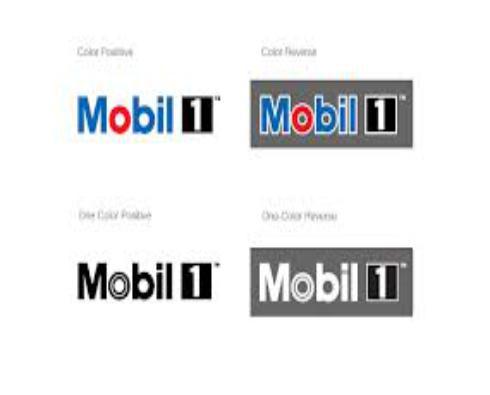 Color Positive
Color Reverse
Mobil 1™
Mobil 1™
One Color Positive
One-Color Reverse
Mobil 1™
Mobil 1™